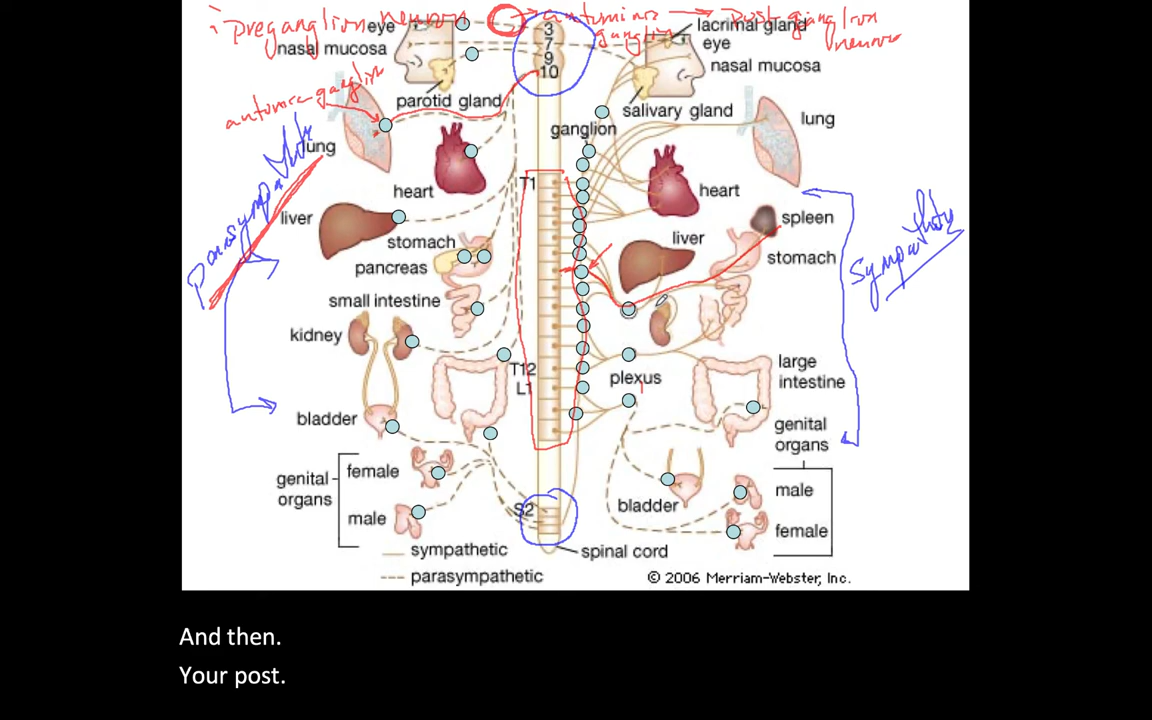 preganglion neuron
autonomic ganglion
post ganglion neuron
eye
nasal mucosa
parotid gland
lung
heart
liver
stomach
pancreas
small intestine
kidney
bladder
genital organs
female
male
sympathetic
parasympathetic
3
7
9
10
ganglion
T1
T12
L1
S2
plexus
spinal cord
lacrimal gland
eye
nasal mucosa
salivary gland
lung
heart
spleen
liver
stomach
large intestine
genital organs
bladder
male
female
© 2006 Merriam-Webster, Inc.
Parasympathetic
Sympathetic
And then.
Your post.